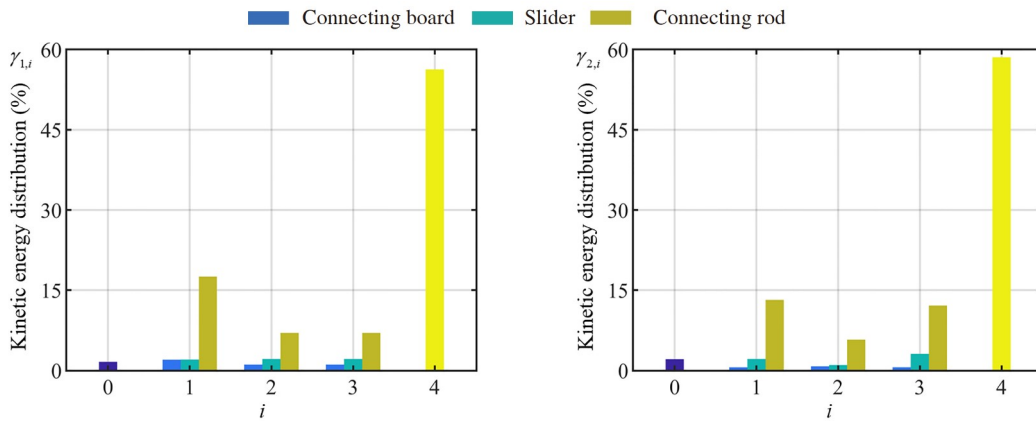 Connecting board Slider Connecting rod
γ1,i
Kinetic energy distribution (%)
60
45
30
15
0
0 1 2 3 4
i
γ2,i
Kinetic energy distribution (%)
60
45
30
15
0
0 1 2 3 4
i